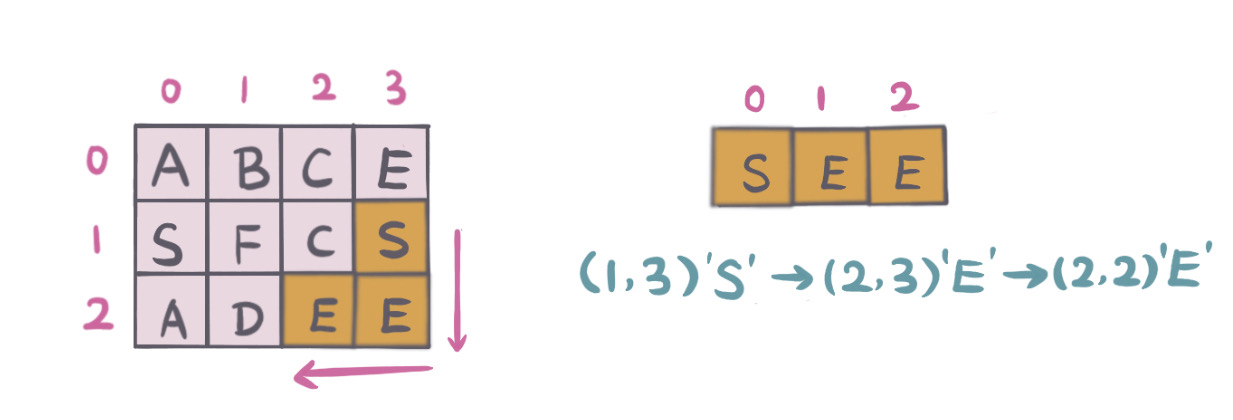 0 1 2 3
0 A B C E
1 S F C S
2 A D E E
0 1 2
S E E
(1,3)'S' → (2,3)'E' → (2,2)'E'